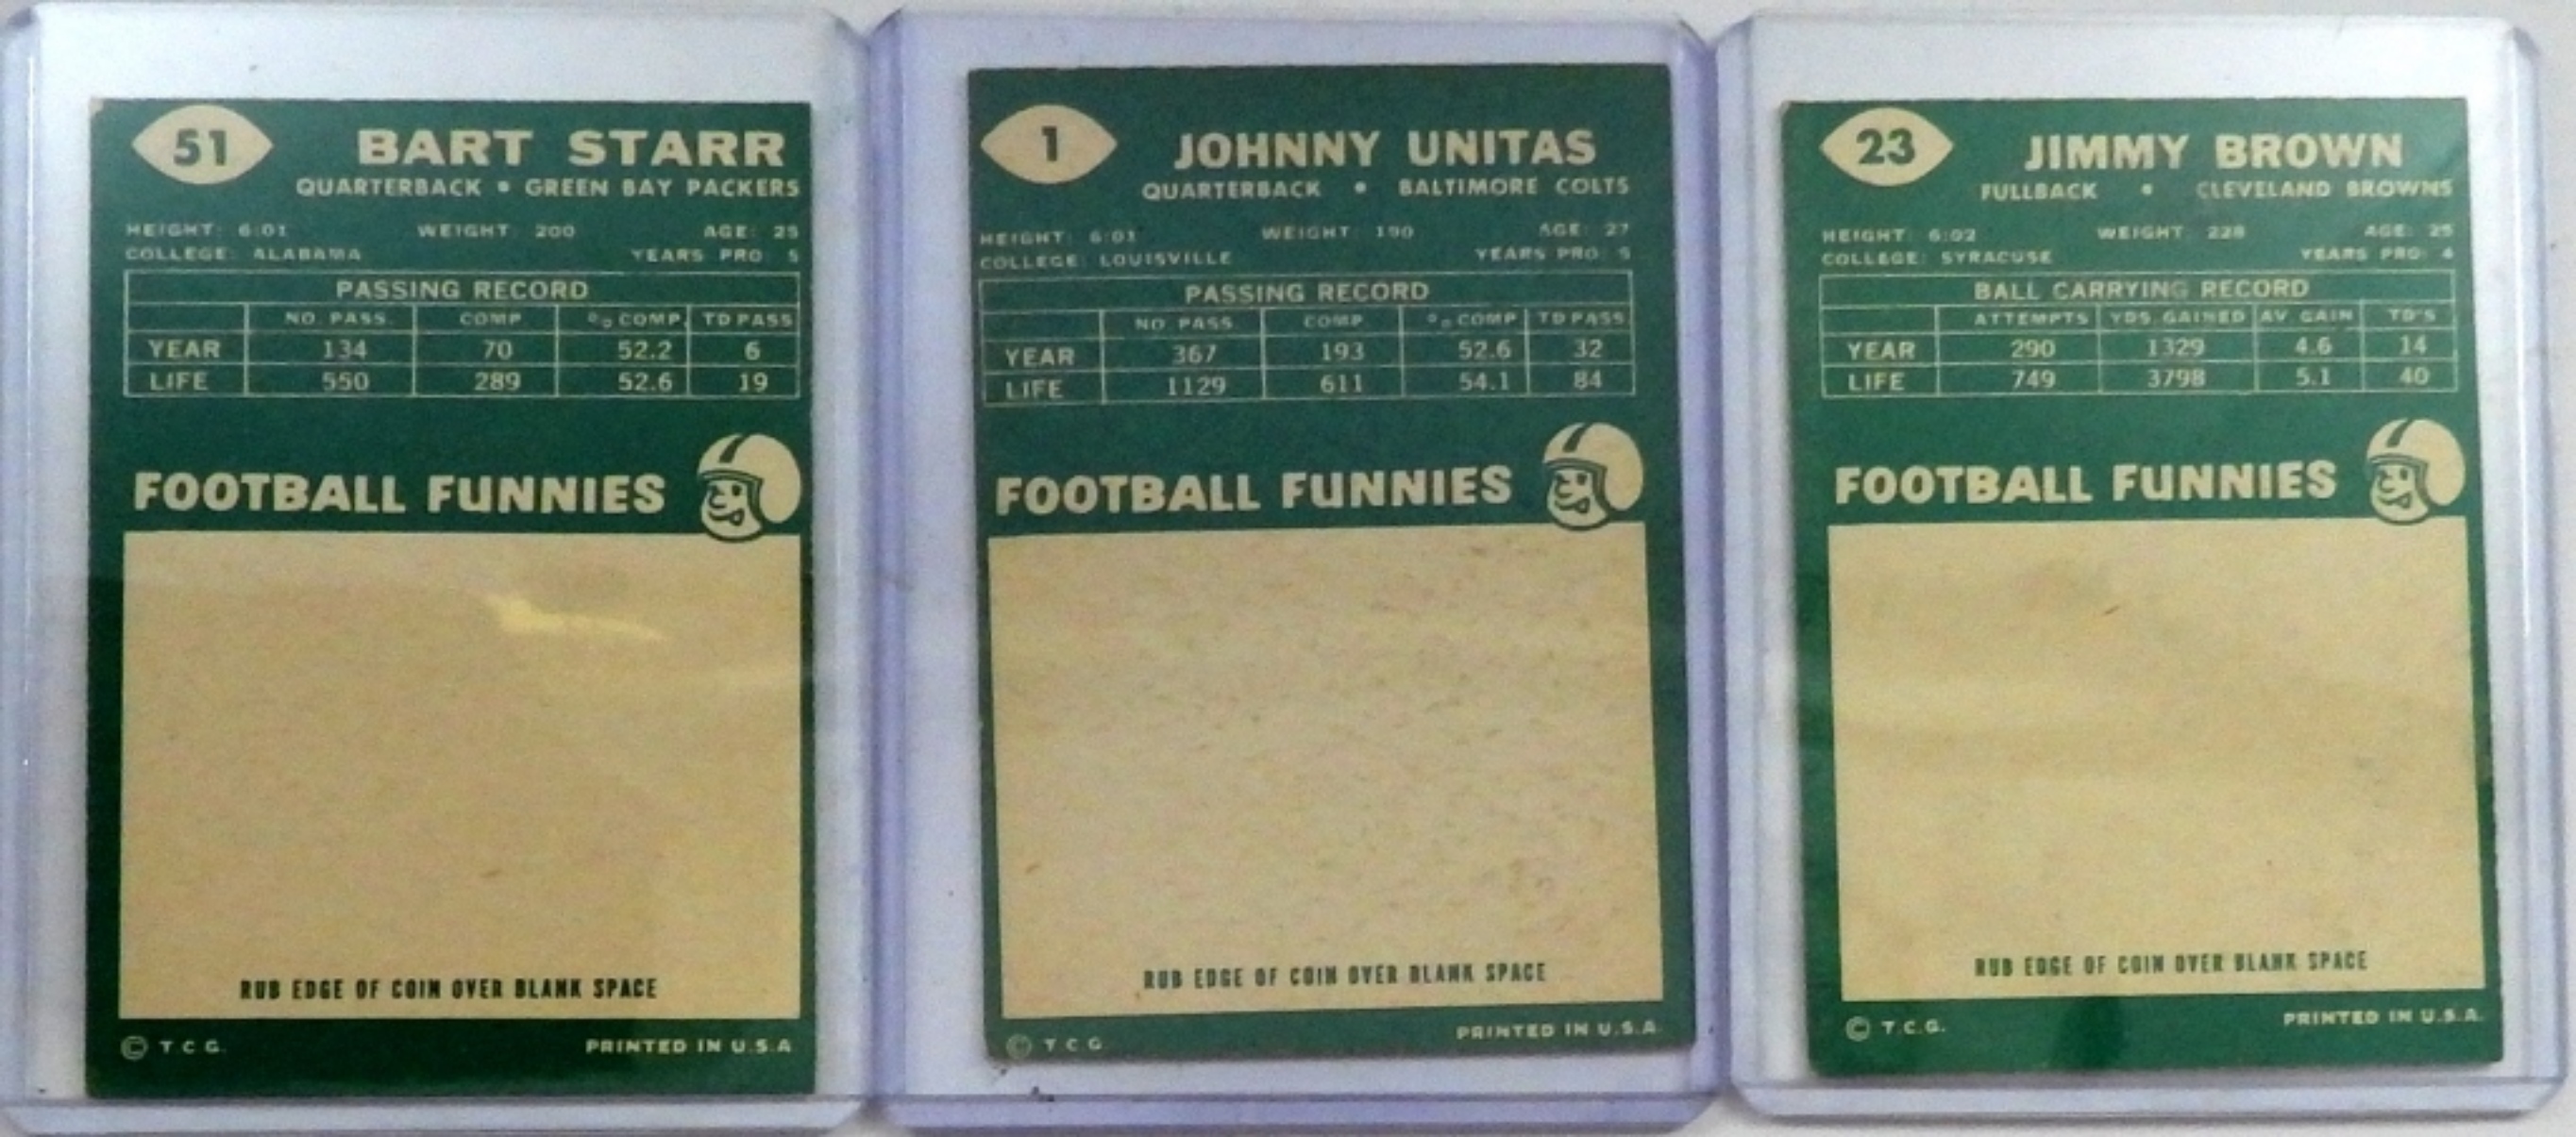 51
BART STARR
QUARTERBACK • GREEN BAY PACKERS
HEIGHT: 6:01 WEIGHT: 200 AGE: 25
COLLEGE: ALABAMA YEARS PRO 5
PASSING RECORD
NO. PASS. COMP % COMP. TD PASS
YEAR 134 70 52.2 6
LIFE 550 289 52.6 19
FOOTBALL FUNNIES
RUB EDGE OF COIN OVER BLANK SPACE
© T.C.G. PRINTED IN U.S.A
1
JOHNNY UNITAS
QUARTERBACK • BALTIMORE COLTS
HEIGHT: 6:01 WEIGHT: 190 AGE: 27
COLLEGE: LOUISVILLE YEARS PRO: 5
PASSING RECORD
NO. PASS. COMP % COMP. TD PASS
YEAR 367 193 52.6 32
LIFE 1129 611 54.1 84
FOOTBALL FUNNIES
RUB EDGE OF COIN OVER BLANK SPACE
© T.C.G. PRINTED IN U.S.A.
23
JIMMY BROWN
FULLBACK • CLEVELAND BROWNS
HEIGHT: 6:02 WEIGHT: 228 AGE: 25
COLLEGE: SYRACUSE YEARS PRO: 4
BALL CARRYING RECORD
ATTEMPTS YDS. GAINED AV GAIN TD'S
YEAR 290 1329 4.6 14
LIFE 749 3798 5.1 40
FOOTBALL FUNNIES
RUB EDGE OF COIN OVER BLANK SPACE
© T.C.G. PRINTED IN U.S.A.